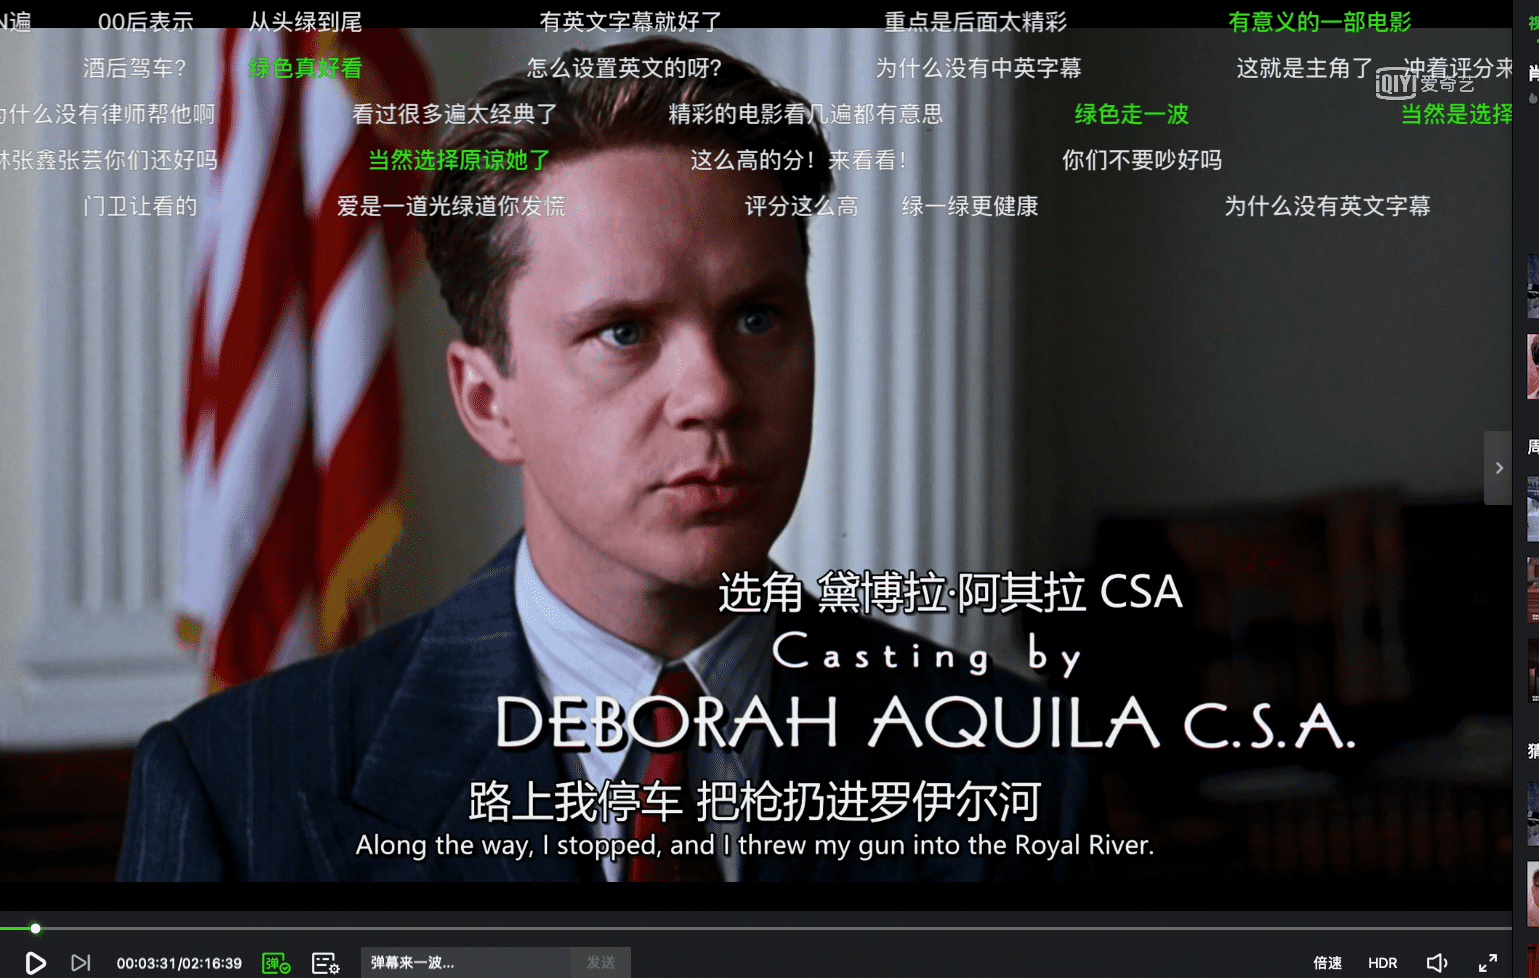 N遍 00后表示 从头绿到尾 有英文字幕就好了 重点是后面太精彩 有意义的一部电影
酒后驾车? 绿色真好看 怎么设置英文的呀? 为什么没有中英字幕 这就是主角了 冲着评分来
QIYI 爱奇艺
为什么没有律师帮他啊 看过很多遍太经典了 精彩的电影看几遍都有意思 绿色走一波 当然是选择
林张鑫张芸你们还好吗 当然选择原谅她了 这么高的分！来看看！ 你们不要吵好吗
门卫让看的 爱是一道光绿道你发慌 评分这么高 绿一绿更健康 为什么没有英文字幕
选角 黛博拉·阿其拉 CSA
Casting by
DEBORAH AQUILA C.S.A.
路上我停车 把枪扔进罗伊尔河
Along the way, I stopped, and I threw my gun into the Royal River.
00:03:31/02:16:39 弹 弹幕来一波... 发送 倍速 HDR